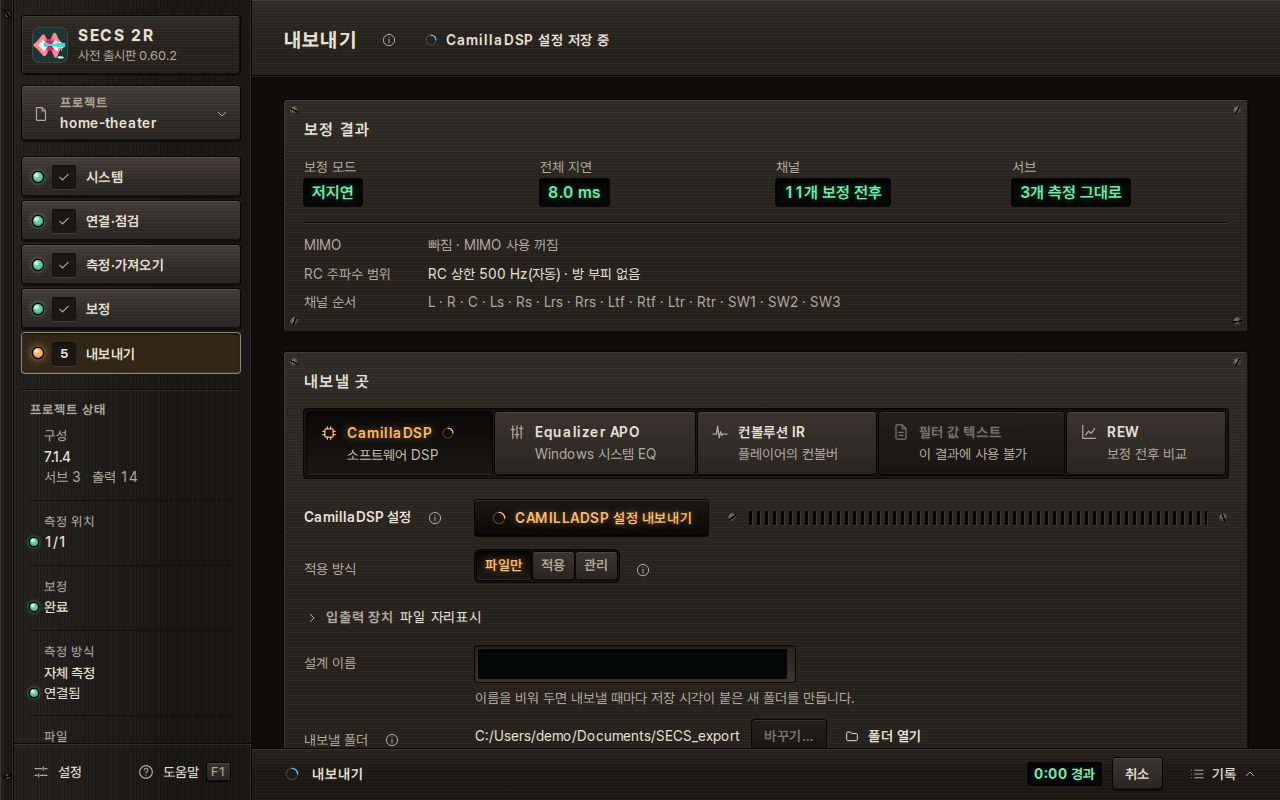 SECS 2R
사전 출시판 0.60.2
프로젝트
home-theater
시스템
연결·점검
측정·가져오기
보정
5 내보내기
프로젝트 상태
구성
7.1.4
서브 3 출력 14
측정 위치
1/1
보정
완료
측정 방식
자체 측정
연결됨
파일
설정
도움말 F1
내보내기
CamillaDSP 설정 저장 중
보정 결과
보정 모드 전체 지연 채널 서브
저지연 8.0 ms 11개 보정 전후 3개 측정 그대로
MIMO 빠짐 · MIMO 사용 꺼짐
RC 주파수 범위 RC 상한 500 Hz(자동) · 방 부피 없음
채널 순서 L · R · C · Ls · Rs · Lrs · Rrs · Ltf · Rtf · Ltr · Rtr · SW1 · SW2 · SW3
내보낼 곳
CamillaDSP Equalizer APO 컨볼루션 IR 필터 값 텍스트 REW
소프트웨어 DSP Windows 시스템 EQ 플레이어의 컨볼버 이 결과에 사용 불가 보정 전후 비교
CamillaDSP 설정 CAMILLADSP 설정 내보내기
적용 방식 파일만 적용 관리
입출력 장치 파일 자리표시
설계 이름
이름을 비워 두면 내보낼 때마다 저장 시각이 붙은 새 폴더를 만듭니다.
내보낼 폴더 C:/Users/demo/Documents/SECS_export 바꾸기... 폴더 열기
내보내기
0:00 경과 취소 기록